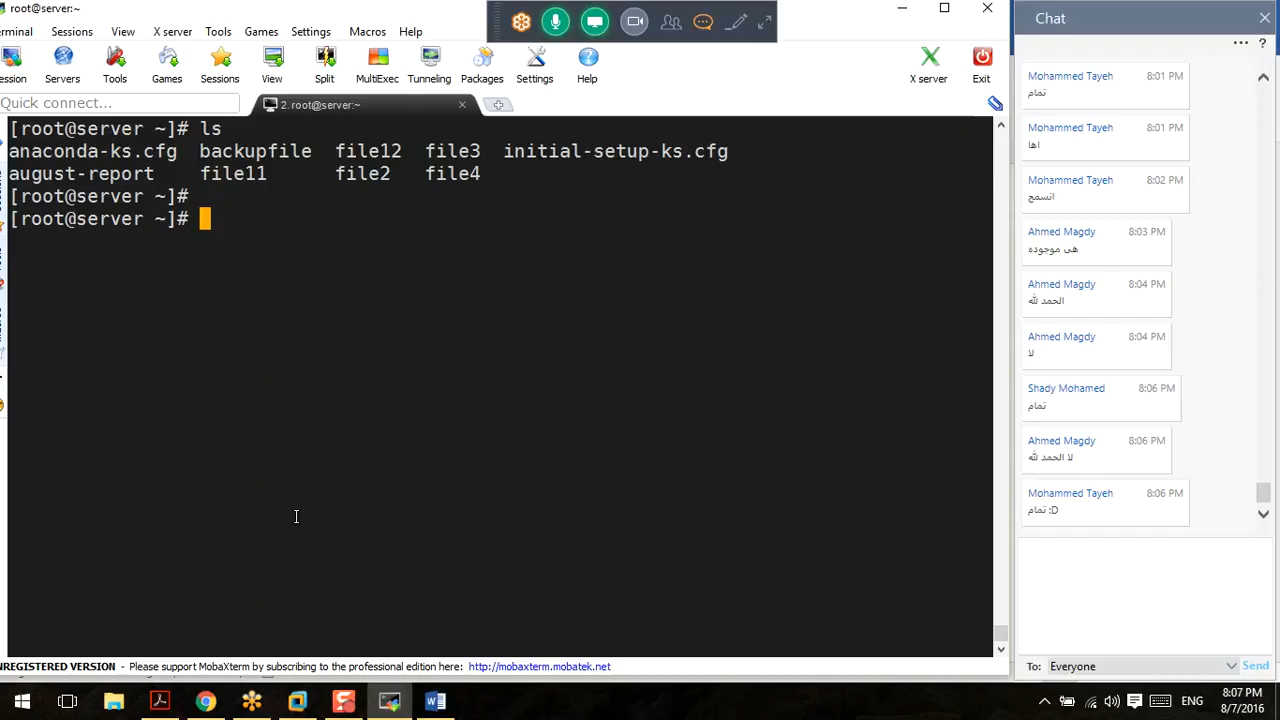 root@server:~
erminal Sessions View X server Tools Games Settings Macros Help
ession Servers Tools Games Sessions View Split MultiExec Tunneling Packages Settings Help X server Exit
Quick connect...
2. root@server:~
[root@server ~]# ls
anaconda-ks.cfg backupfile file12 file3 initial-setup-ks.cfg
august-report file11 file2 file4
[root@server ~]#
[root@server ~]#
NREGISTERED VERSION - Please support MobaXterm by subscribing to the professional edition here: http://mobaxterm.mobatek.net
Chat
Mohammed Tayeh 8:01 PM
تمام
Mohammed Tayeh 8:01 PM
اها
Mohammed Tayeh 8:02 PM
اتسمح
Ahmed Magdy 8:03 PM
هى موجوده
Ahmed Magdy 8:04 PM
الحمد لله
Ahmed Magdy 8:04 PM
لا
Shady Mohamed 8:06 PM
تمام
Ahmed Magdy 8:06 PM
لا الحمد لله
Mohammed Tayeh 8:06 PM
تمام :D
To: Everyone Send
ENG
8:07 PM
8/7/2016